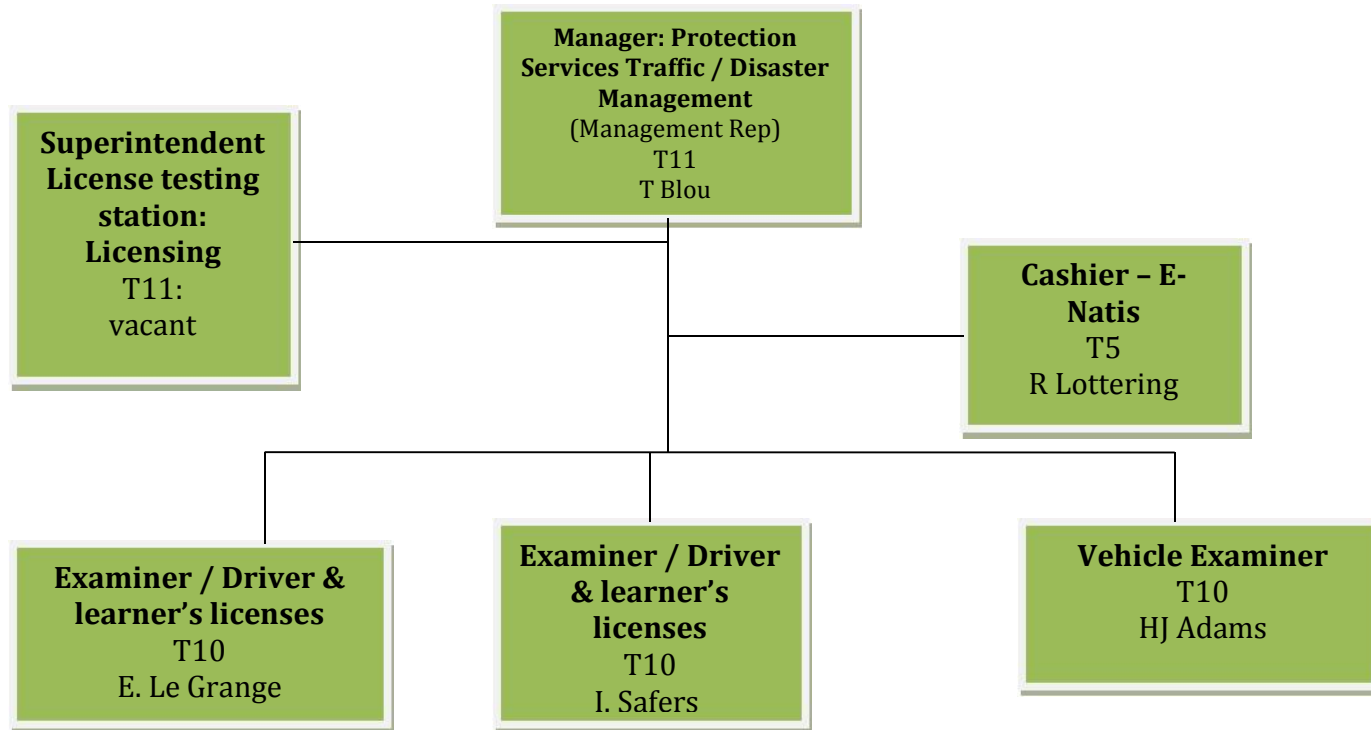 Manager: Protection
Services Traffic / Disaster
Management
(Management Rep)
T11
T Blou
Superintendent
License testing
station:
Licensing
T11:
vacant
Cashier – E-
Natis
T5
R Lottering
Examiner / Driver &
learner’s licenses
T10
E. Le Grange
Examiner / Driver
& learner’s
licenses
T10
I. Safers
Vehicle Examiner
T10
HJ Adams